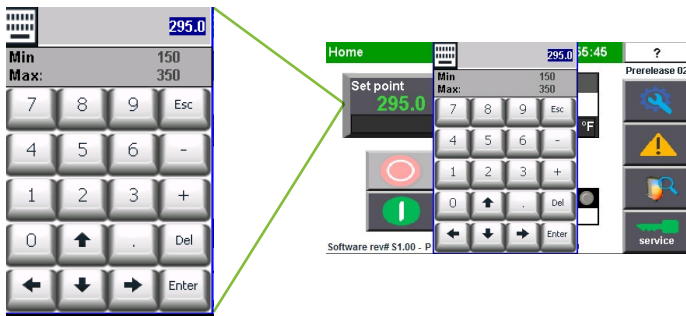 295.0
Min 150
Max: 350
7 8 9 Esc
4 5 6 -
1 2 3 +
0 . Del
Enter
Home 295.0 55:45 ?
Min 150
Max: 350
Prerelease 02
Set point
295.0
7 8 9 Esc
°F
4 5 6 -
1 2 3 +
0 . Del
Enter
service
Software rev# S1.00 - P